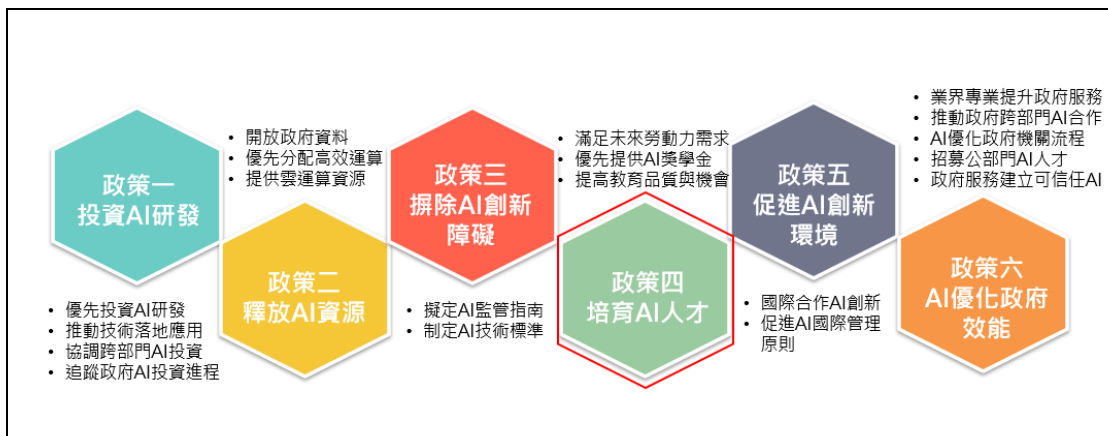 政策一
投資AI研發
• 優先投資AI研發
• 推動技術落地應用
• 協調跨部門AI投資
• 追蹤政府AI投資進程
• 開放政府資料
• 優先分配高效運算
• 提供雲運算資源
政策二
釋放AI資源
政策三
摒除AI創新
障礙
• 擬定AI監管指南
• 制定AI技術標準
• 滿足未來勞動力需求
• 優先提供AI獎學金
• 提高教育品質與機會
政策四
培育AI人才
政策五
促進AI創新
環境
• 國際合作AI創新
• 促進AI國際管理
原則
• 業界專業提升政府服務
• 推動政府跨部門AI合作
• AI優化政府機關流程
• 招募公部門AI人才
• 政府服務建立可信任AI
政策六
AI優化政府
效能